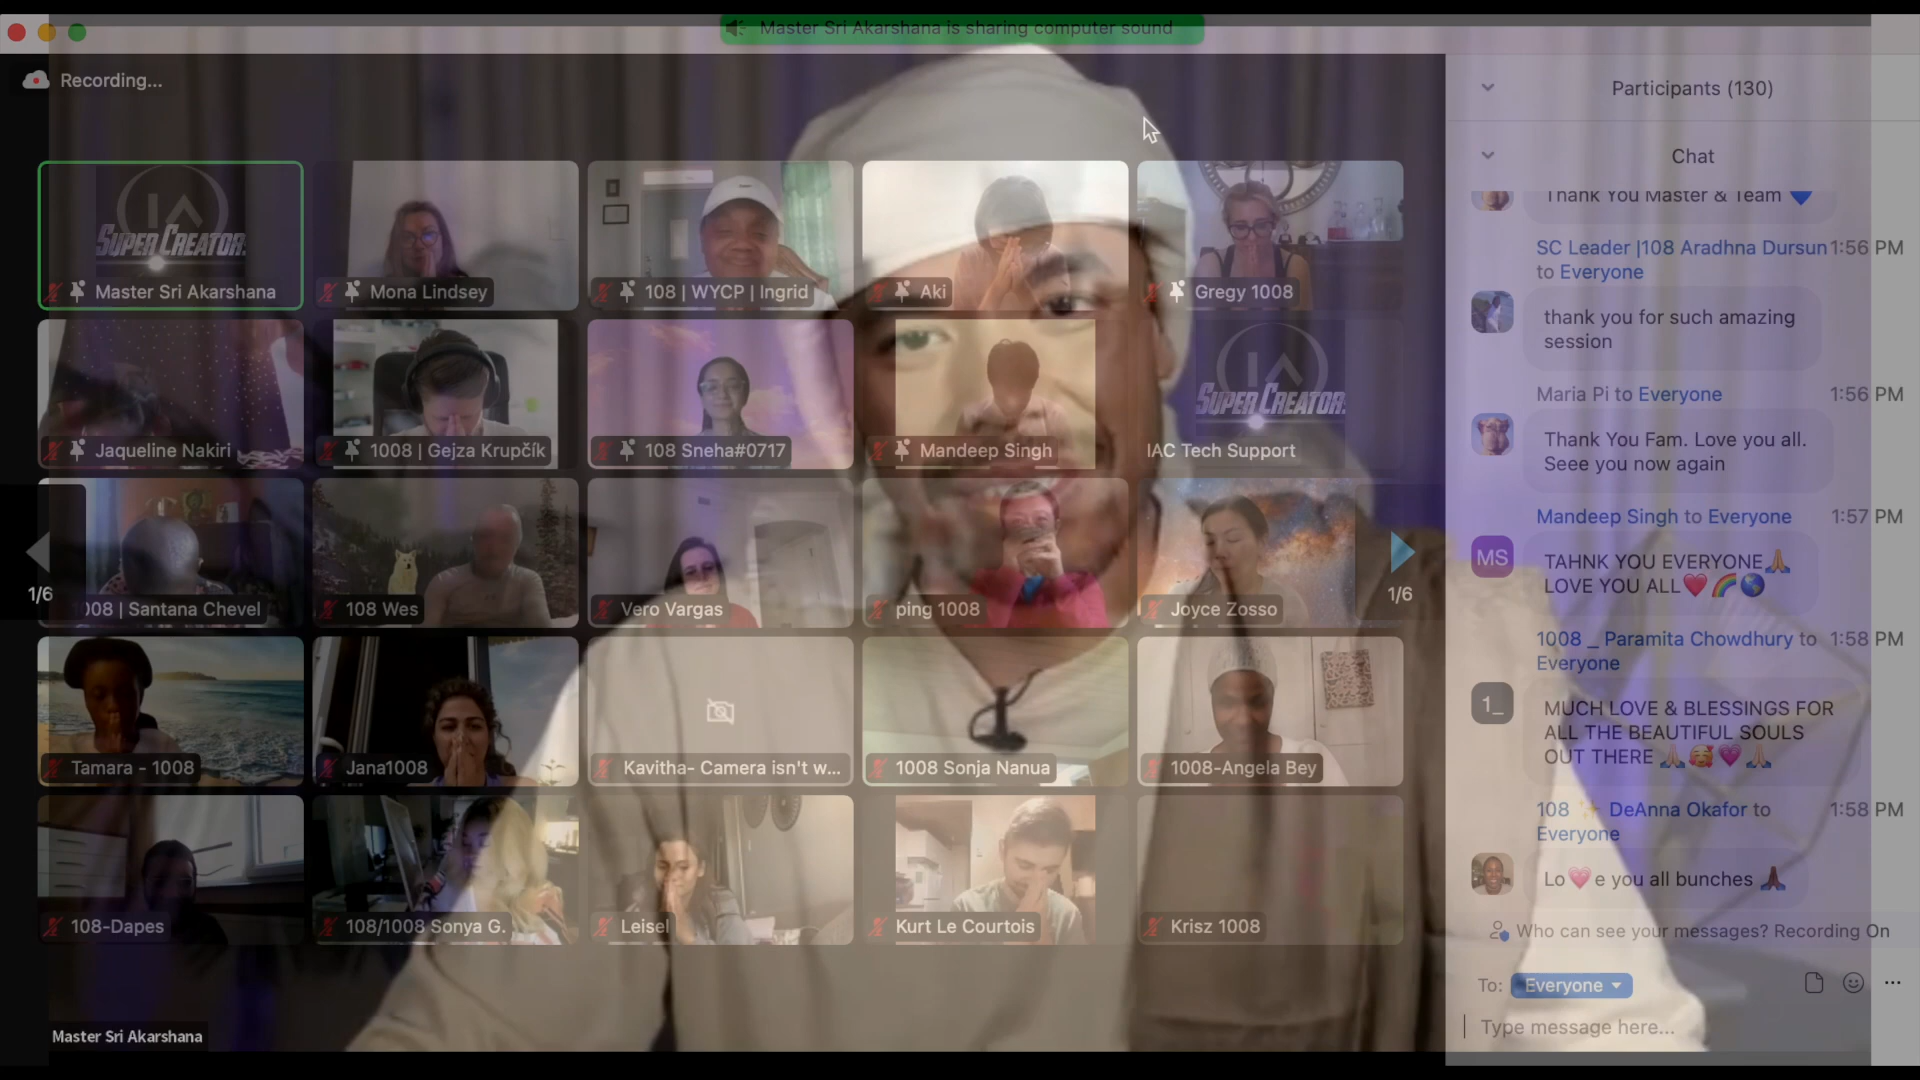 Master Sri Akarshana is sharing computer sound
Recording...
Participants (130)
Chat
IA
SUPER CREATORS
Master Sri Akarshana
Mona Lindsey
108 | WYCP | Ingrid
Aki
Gregy 1008
Jaqueline Nakiri
1008 | Gejza Krupčík
108 Sneha#0717
Mandeep Singh
IA
SUPER CREATORS
IAC Tech Support
1/6
008 | Santana Chevel
108 Wes
Vero Vargas
ping 1008
Joyce Zosso
1/6
Tamara - 1008
Jana1008
Kavitha- Camera isn't w...
1008 Sonja Nanua
1008-Angela Bey
108-Dapes
108/1008 Sonya G.
Leisel
Kurt Le Courtois
Krisz 1008
Master Sri Akarshana
Thank You Master & Team 💙
SC Leader |108 Aradhna Dursun 1:56 PM
to Everyone
thank you for such amazing
session
Maria Pi to Everyone 1:56 PM
Thank You Fam. Love you all.
Seee you now again
Mandeep Singh to Everyone 1:57 PM
MS
TAHNK YOU EVERYONE🙏
LOVE YOU ALL❤️🌈🌎
1008 _ Paramita Chowdhury to 1:58 PM
Everyone
1_
MUCH LOVE & BLESSINGS FOR
ALL THE BEAUTIFUL SOULS
OUT THERE 🙏🥰💗🙏
108 ✨ DeAnna Okafor to 1:58 PM
Everyone
Lo💗e you all bunches 🙏🏿
Who can see your messages? Recording On
To: Everyone
Type message here...